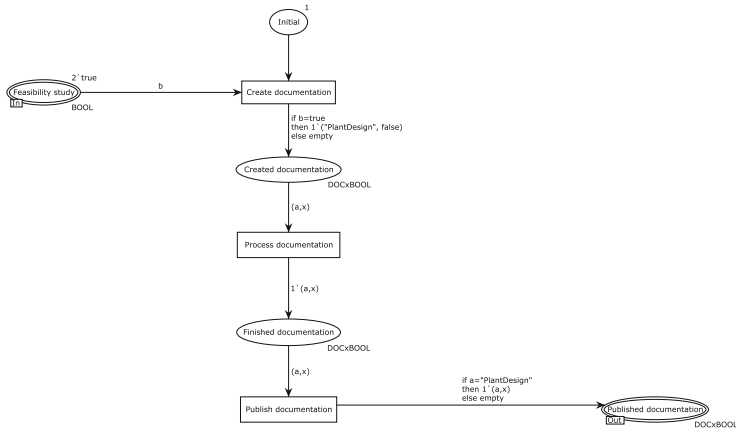 1
Initial
2`true
Feasibility study
In
BOOL
b
Create documentation
if b=true
then 1`("PlantDesign", false)
else empty
Created documentation
DOCxBOOL
(a,x)
Process documentation
1`(a,x)
Finished documentation
DOCxBOOL
(a,x)
Publish documentation
if a="PlantDesign"
then 1`(a,x)
else empty
Published documentation
Out
DOCxBOOL